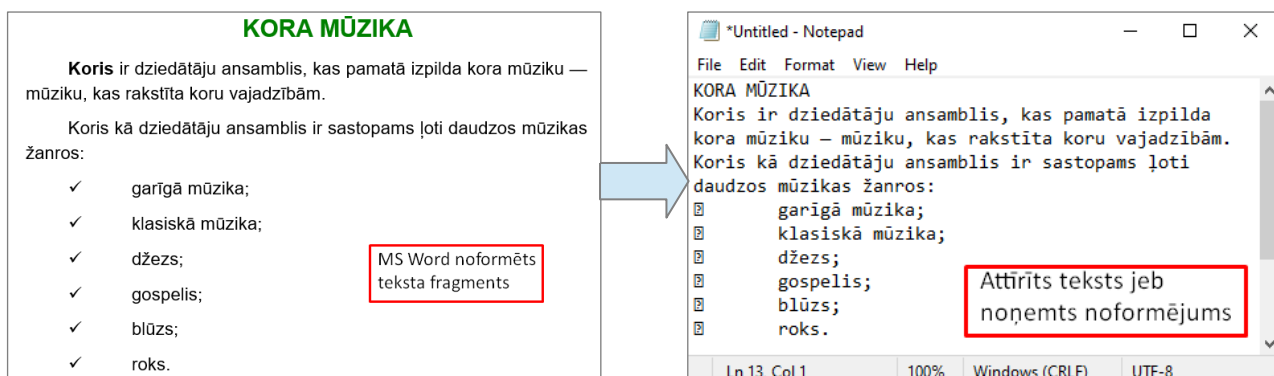 KORA MŪZIKA
Koris ir dziedātāju ansamblis, kas pamatā izpilda kora mūziku —
mūziku, kas rakstīta koru vajadzībām.
Koris kā dziedātāju ansamblis ir sastopams ļoti daudzos mūzikas
žanros:
✓ garīgā mūzika;
✓ klasiskā mūzika;
✓ džezs;
✓ gospelis;
✓ blūzs;
✓ roks.
MS Word noformēts
teksta fragments
*Untitled - Notepad
File Edit Format View Help
KORA MŪZIKA
Koris ir dziedātāju ansamblis, kas pamatā izpilda
kora mūziku — mūziku, kas rakstīta koru vajadzībām.
Koris kā dziedātāju ansamblis ir sastopams ļoti
daudzos mūzikas žanros:
garīgā mūzika;
klasiskā mūzika;
džezs;
gospelis;
blūzs;
roks.
Attīrīts teksts jeb
noņemts noformējums
Ln 13, Col 1 100% Windows (CRLF) UTF-8